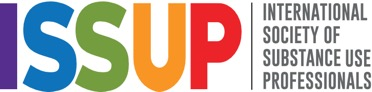 ISSUP
INTERNATIONAL
SOCIETY OF
SUBSTANCE USE
PROFESSIONALS